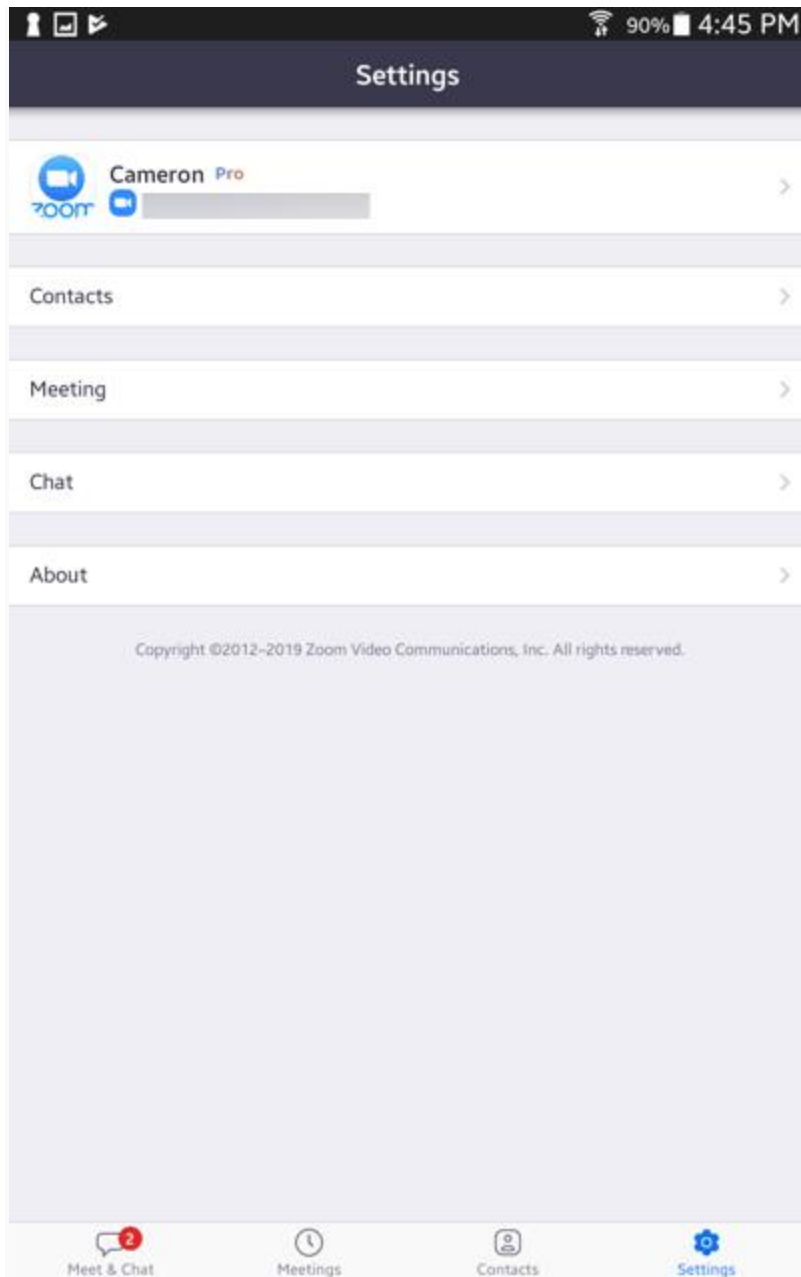 90% 4:45 PM
Settings
Cameron Pro
zoom
Contacts
Meeting
Chat
About
Copyright ©2012-2019 Zoom Video Communications, Inc. All rights reserved.
2
Meet & Chat Meetings Contacts Settings